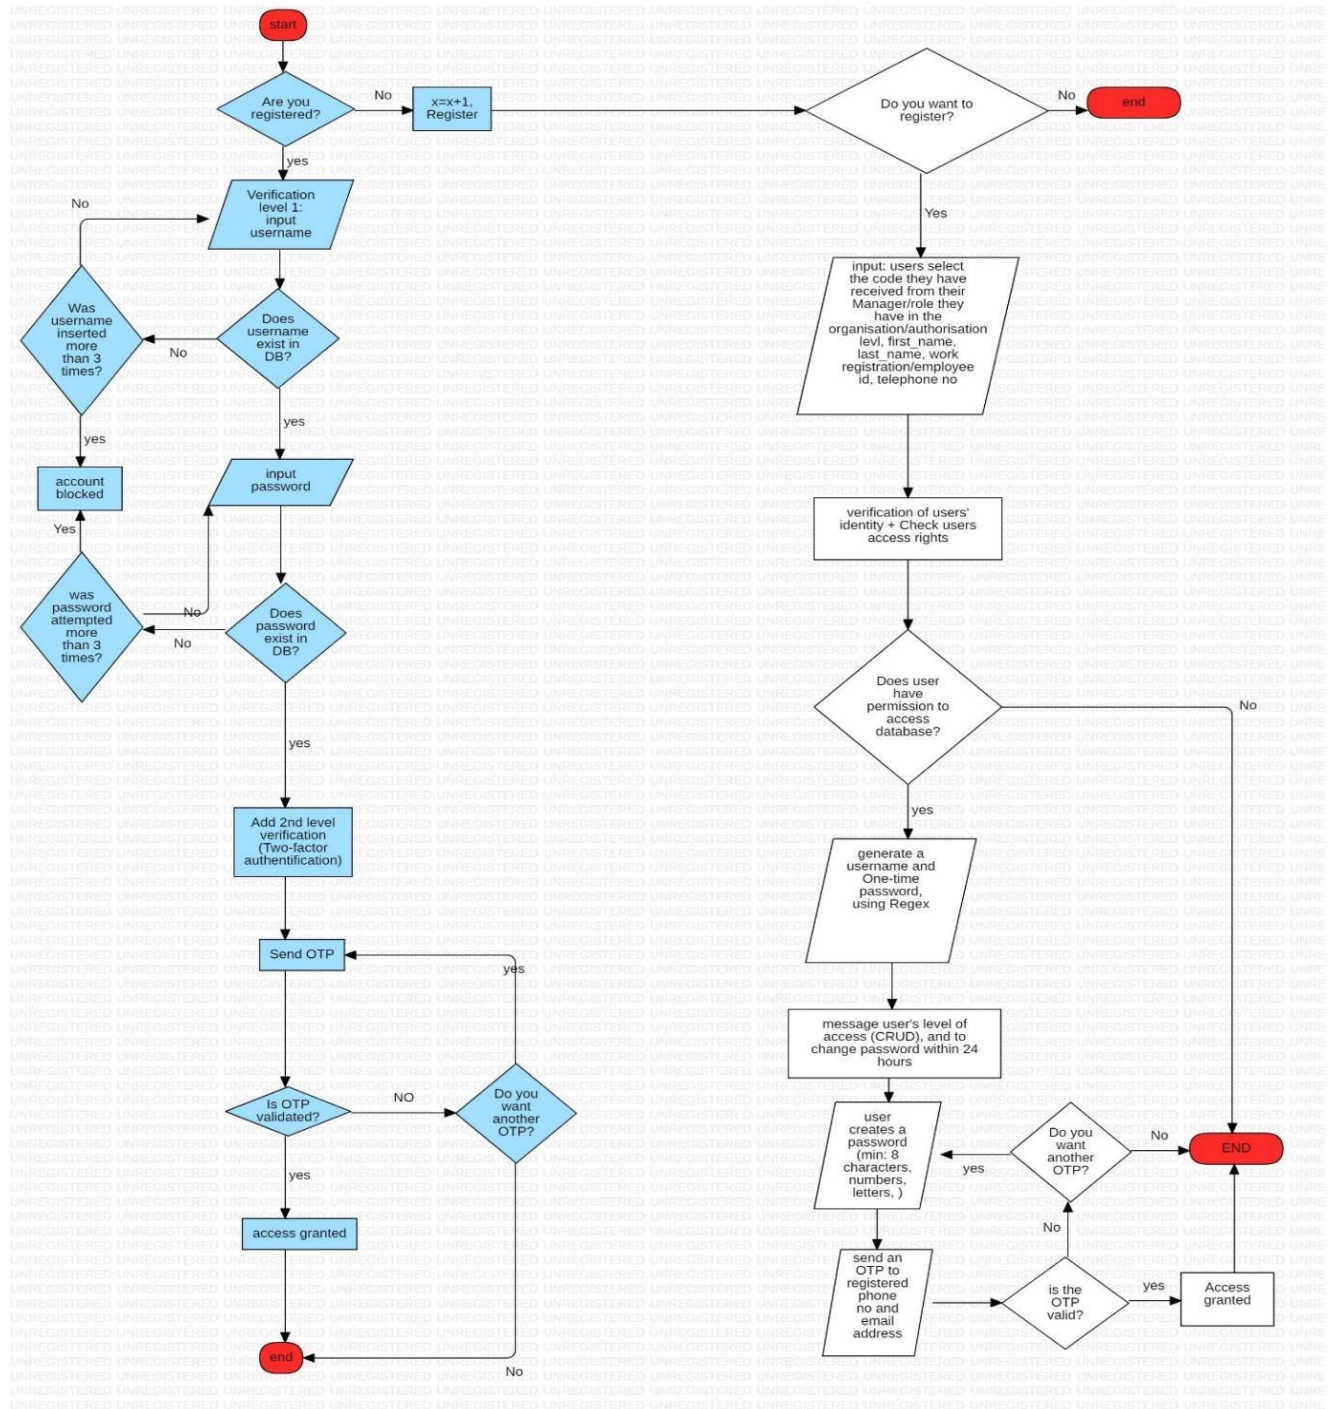 start
Are you
registered?
No
x=x+1,
Register
Do you want to
register?
No
end
yes
Verification
level 1:
input
username
No
Was
username
inserted
more
than 3
times?
Does
username
exist in
DB?
No
yes
yes
account
blocked
input
password
Yes
was
password
attempted
more
than 3
times?
No
Does
password
exist in
DB?
No
yes
Add 2nd level
verification
(Two-factor
authentification)
Send OTP
yes
Is OTP
validated?
NO
Do you
want
another
OTP?
yes
access granted
end
No
Yes
input: users select
the code they have
received from their
Manager/role they
have in the
organisation/authorisation
levl, first_name,
last_name, work
registration/employee
id, telephone no
verification of users'
identity + Check users
access rights
Does user
have
permission to
access
database?
No
yes
generate a
username and
One-time
password,
using Regex
message user's level of
access (CRUD), and to
change password within 24
hours
user
creates a
password
(min: 8
characters,
numbers,
letters, )
yes
Do you
want
another
OTP?
No
END
No
send an
OTP to
registered
phone
no and
email
address
is the
OTP
valid?
yes
Access
granted
UNREGISTERED